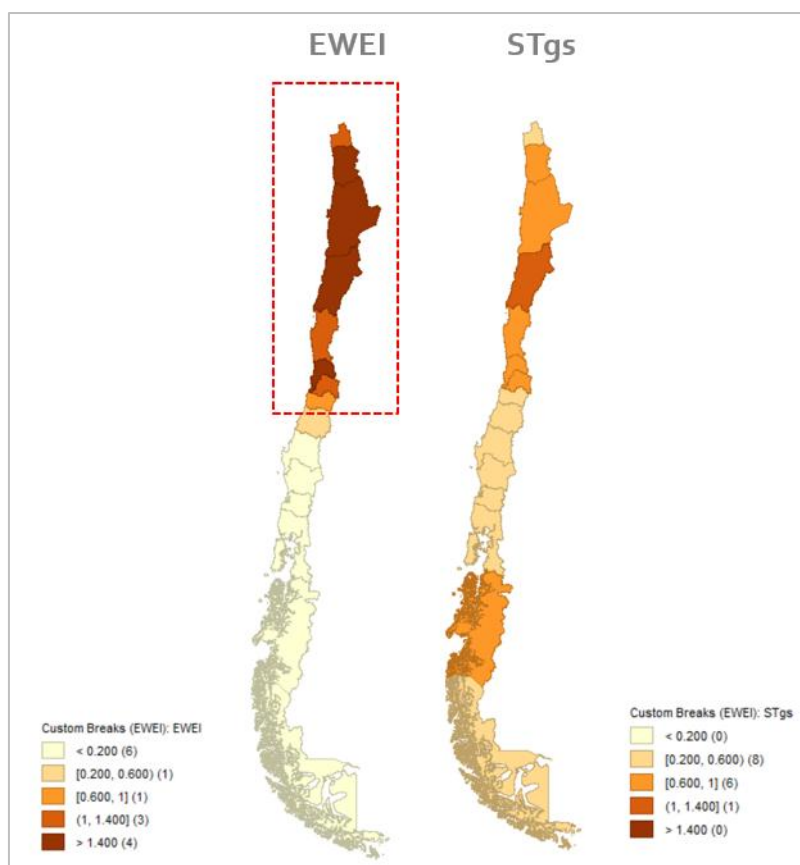 EWEI
STgs
Custom Breaks (EWEI): EWEI
< 0.200 (6)
[0.200, 0.600) (1)
[0.600, 1] (1)
(1, 1.400] (3)
> 1.400 (4)
Custom Breaks (EWEI): STgs
< 0.200 (0)
[0.200, 0.600) (8)
[0.600, 1] (6)
(1, 1.400] (1)
> 1.400 (0)